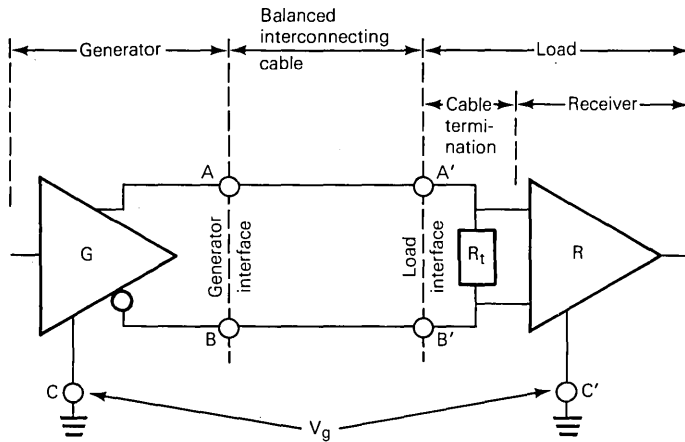 Generator
Balanced
interconnecting
cable
Load
Cable
termi-
nation
Receiver
A
A'
G
Generator
interface
Load
interface
Rt
R
B
B'
C
C'
Vg